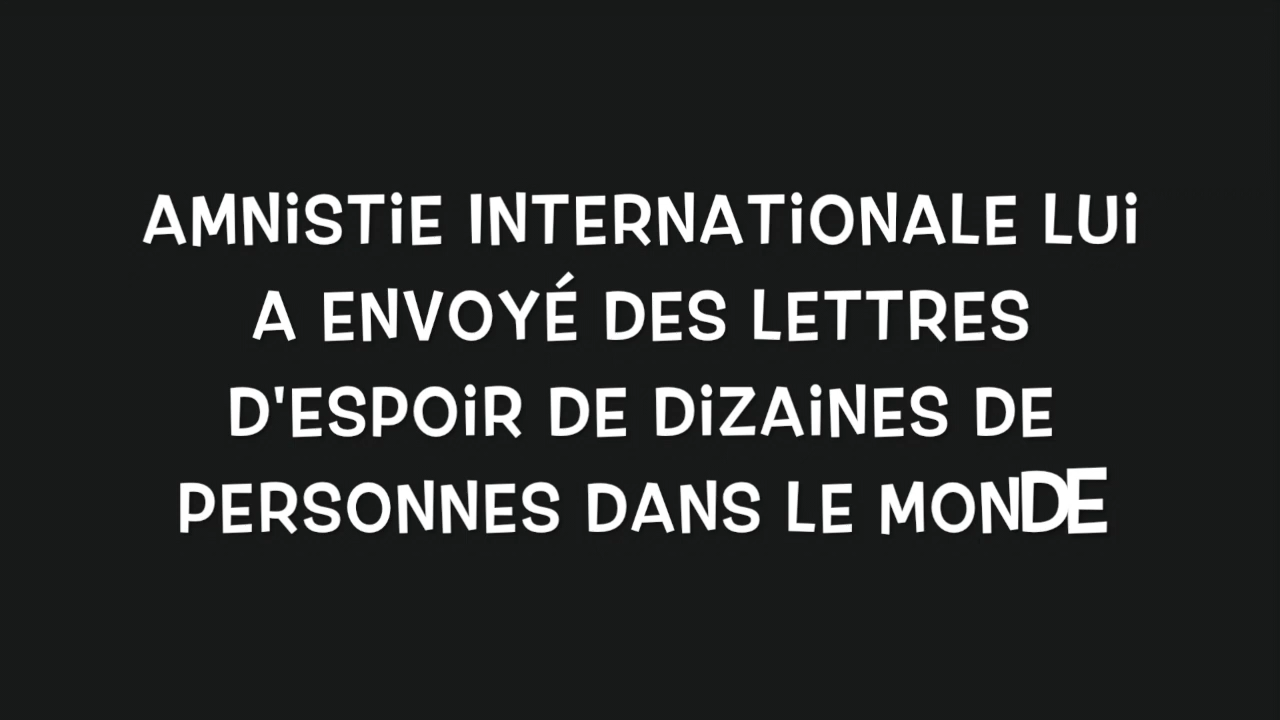 AMNiSTiE INTERNATiONALE LUi
A ENVOYÉ DES LETTRES
D'ESPOiR DE DiZAiNES DE
PERSONNES DANS LE MONDE